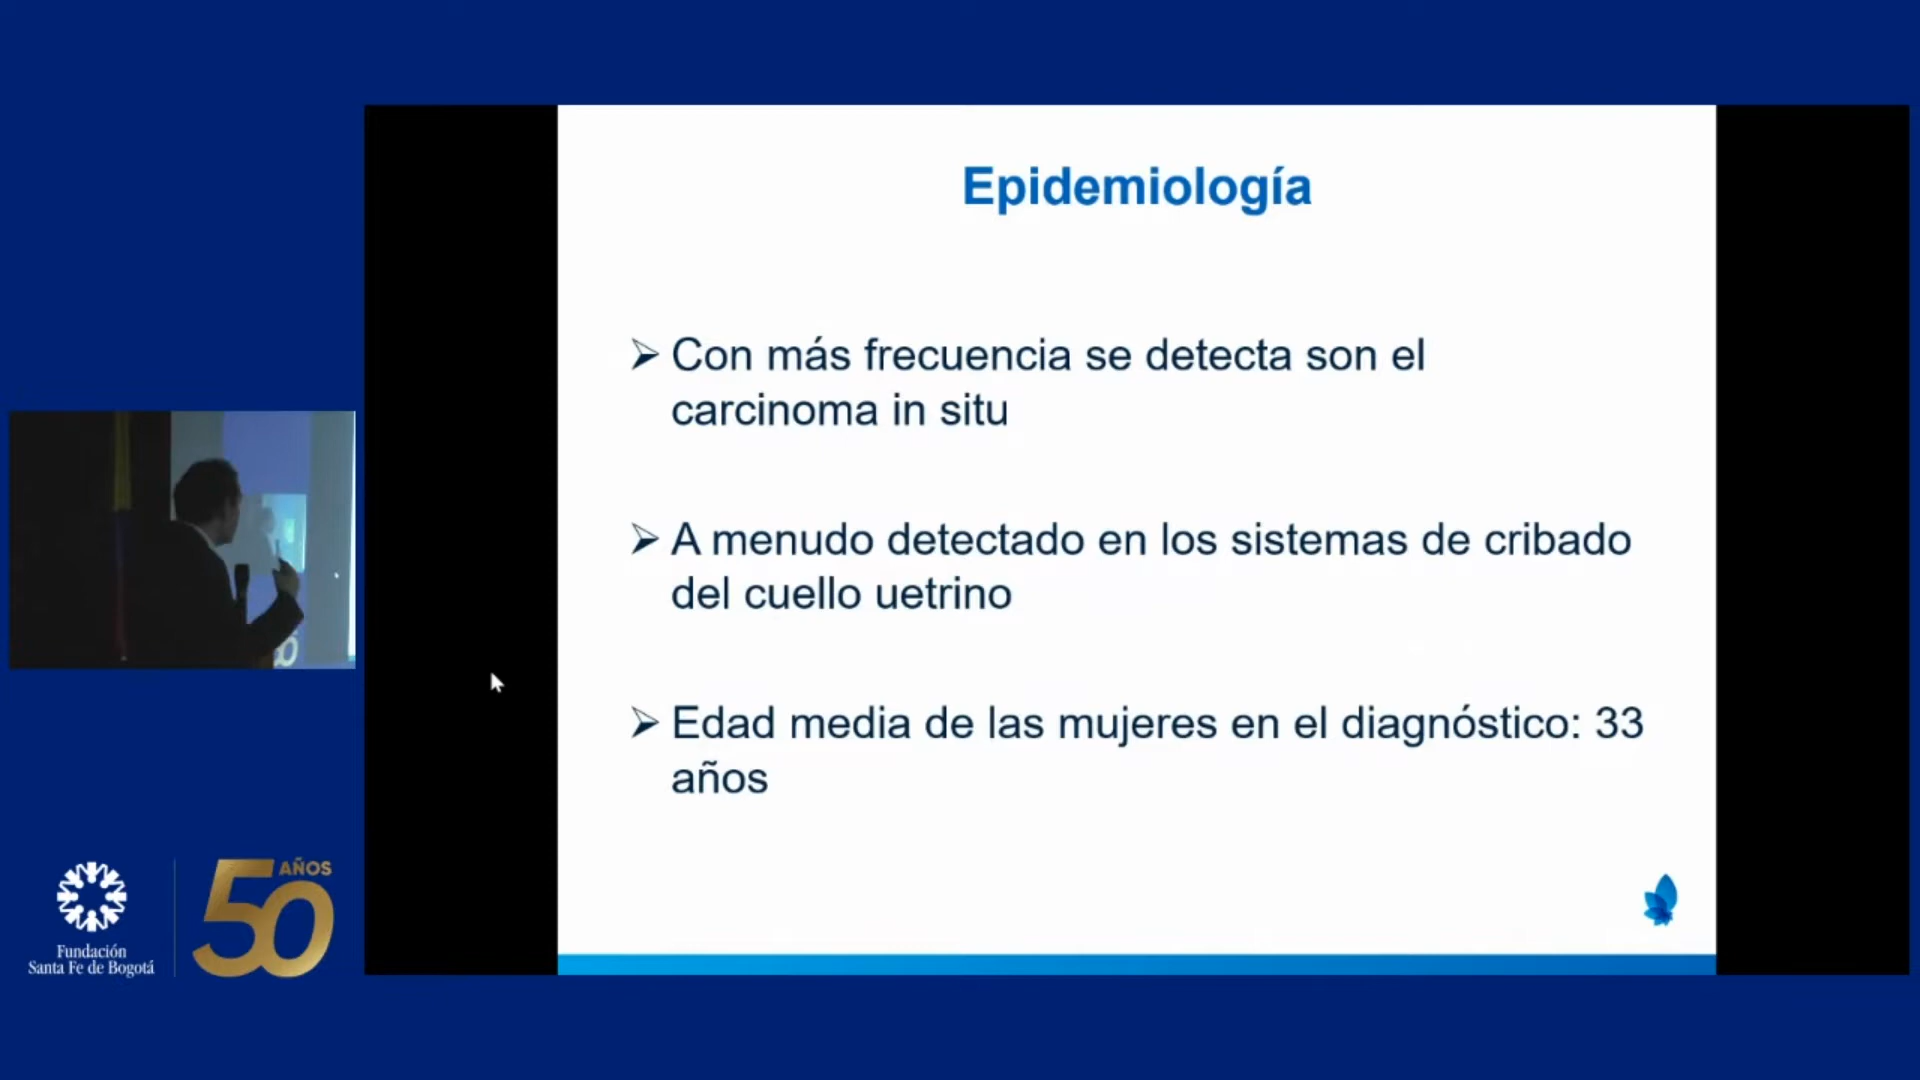 Epidemiología
➢ Con más frecuencia se detecta son el
carcinoma in situ
➢ A menudo detectado en los sistemas de cribado
del cuello uetrino
➢ Edad media de las mujeres en el diagnóstico: 33
años
Fundación
Santa Fe de Bogotá
50 AÑOS